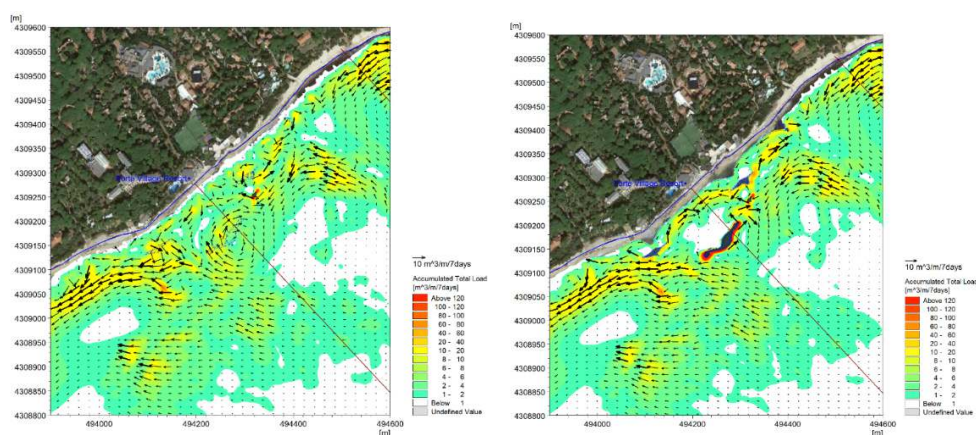 [m]
4309600
4309550
4309500
4309450
4309400
4309350
4309300
4309250
4309200
4309150
4309100
4309050
4309000
4308950
4308900
4308850
4308800
494000
494200
494400
494600
[m]
10 m^3/m/7days
Accumulated Total Load
[m^3/m/7days]
Above 120
100 - 120
80 - 100
60 - 80
40 - 60
20 - 40
10 - 20
8 - 10
6 - 8
4 - 6
2 - 4
1 - 2
Below 1
Undefined Value
[m]
4309600
4309550
4309500
4309450
4309400
4309350
4309300
4309250
4309200
4309150
4309100
4309050
4309000
4308950
4308900
4308850
4308800
494000
494200
494400
494600
[m]
10 m^3/m/7days
Accumulated Total Load
[m^3/m/7days]
Above 120
100 - 120
80 - 100
60 - 80
40 - 60
20 - 40
10 - 20
8 - 10
6 - 8
4 - 6
2 - 4
1 - 2
Below 1
Undefined Value